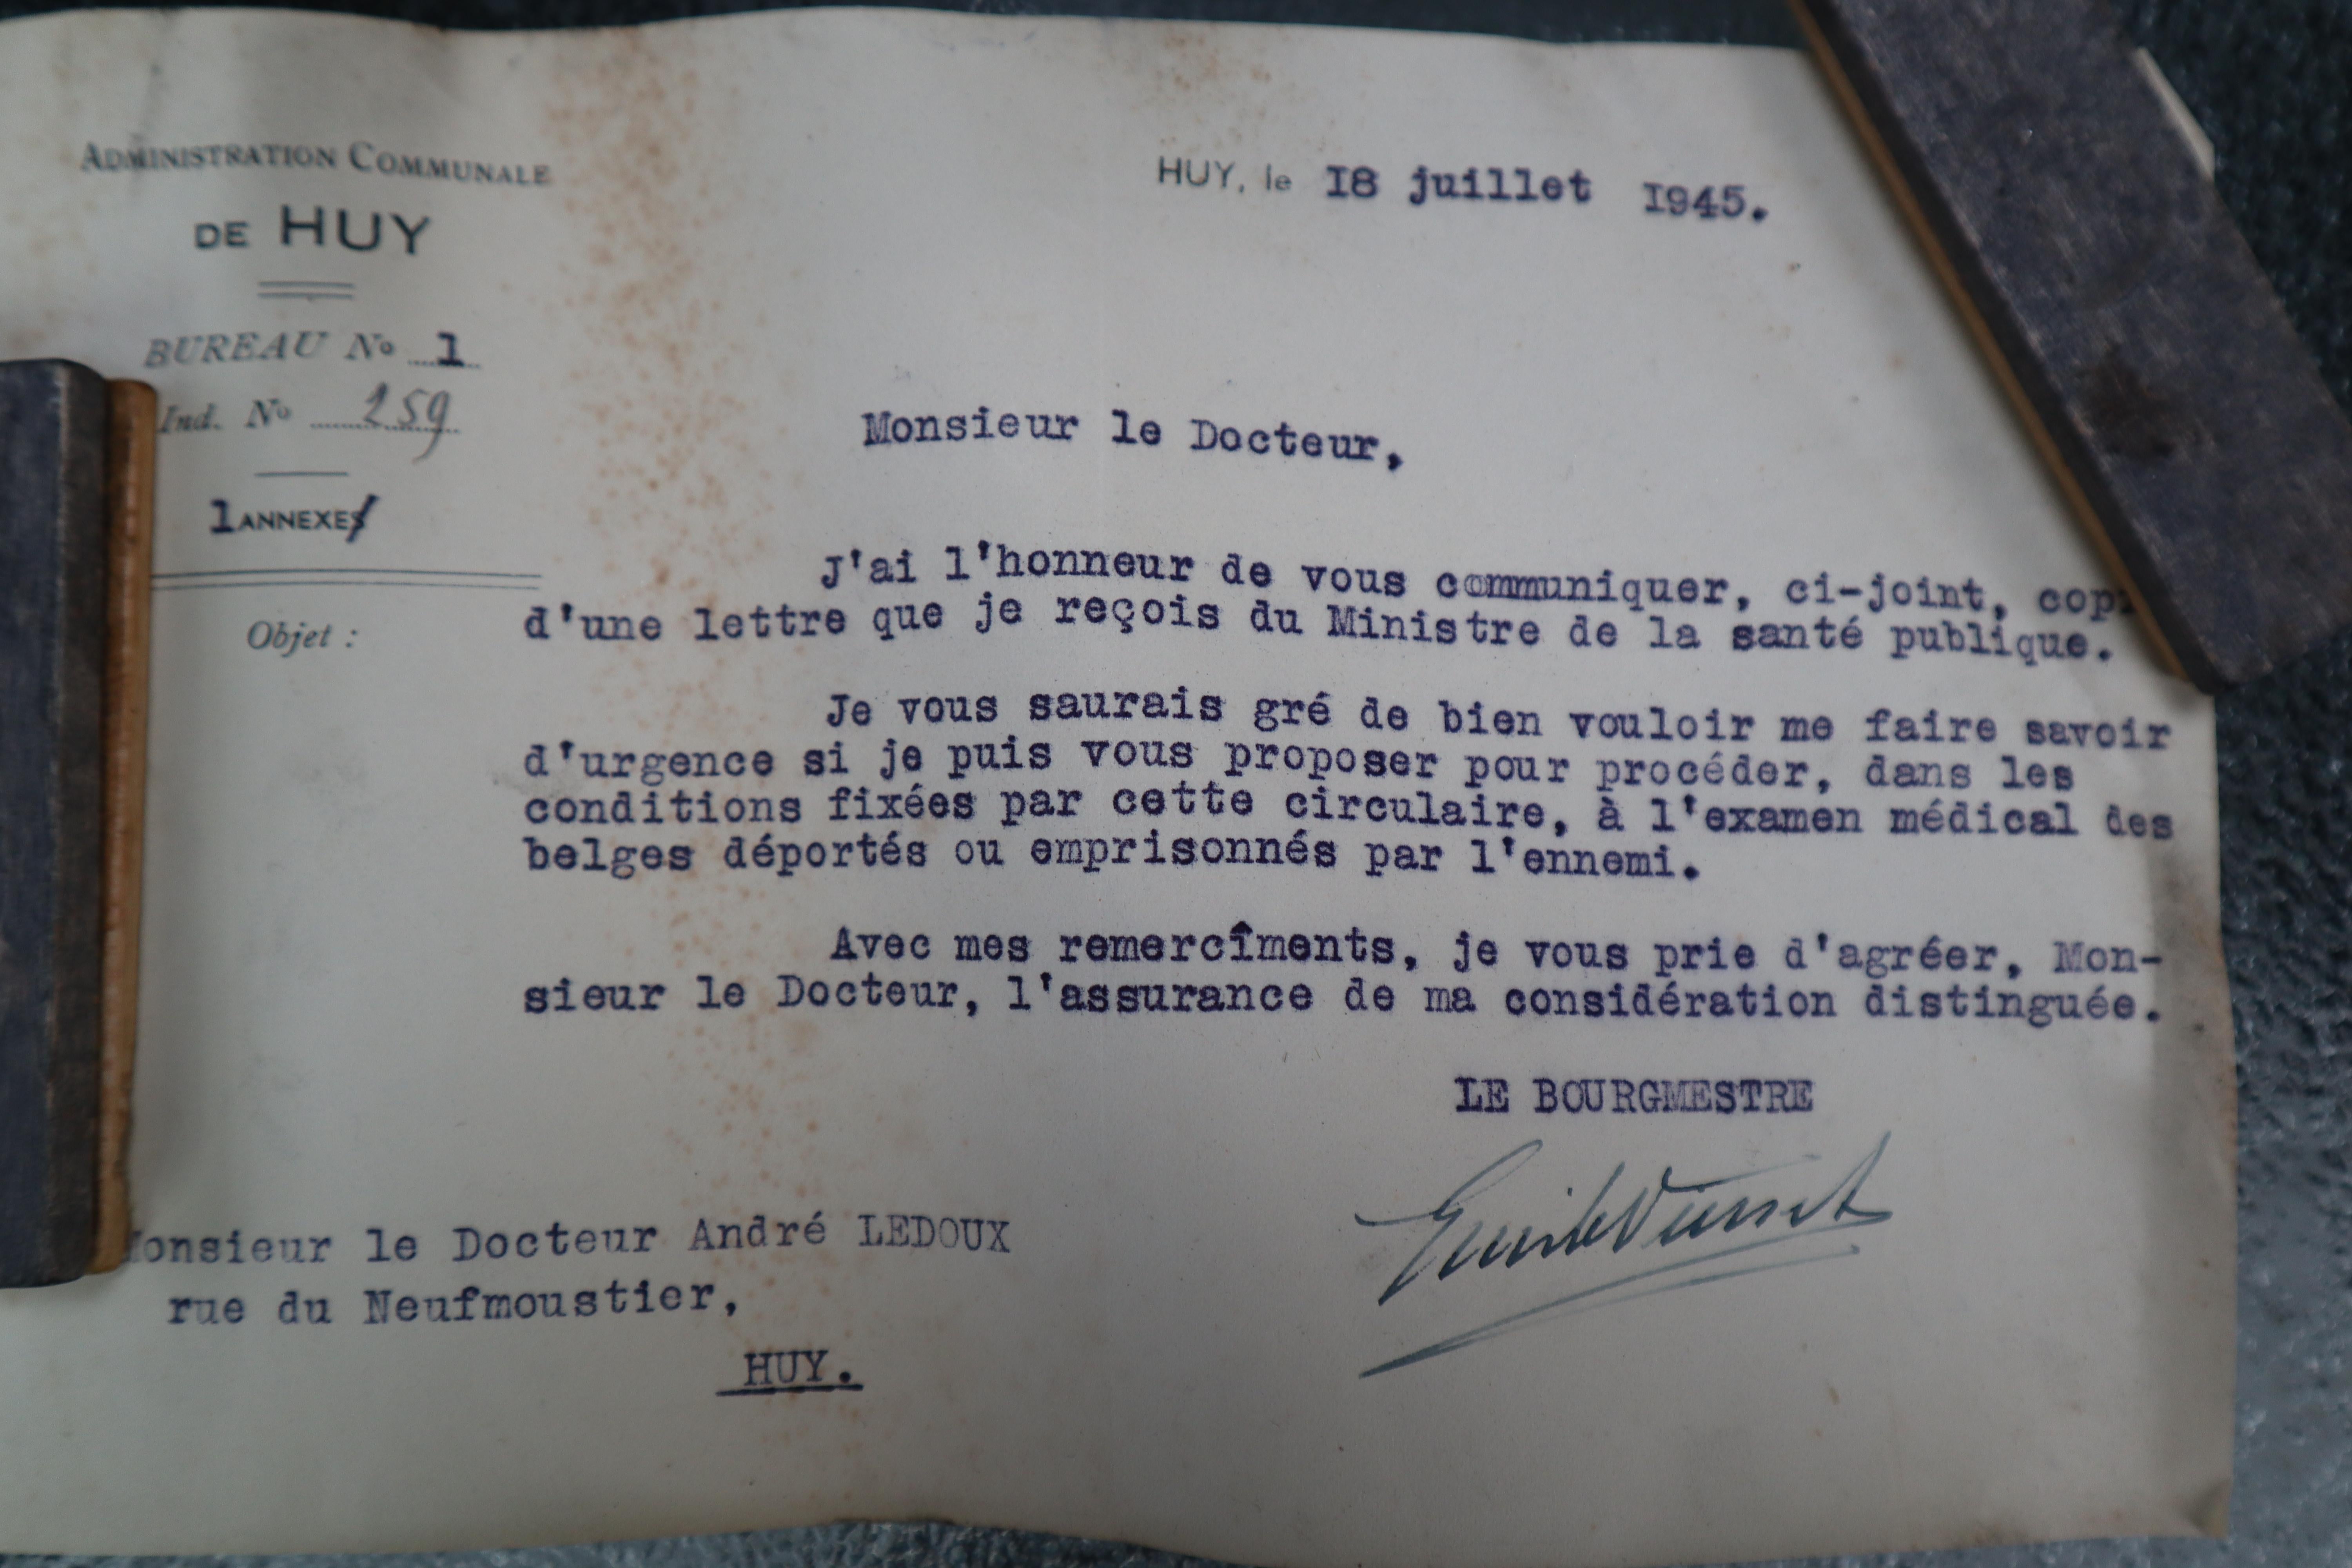 ADMINISTRATION COMMUNALE
DE HUY
BUREAU No 1
Ind. No 259
1 ANNEXE/
Objet :
HUY, le 18 juillet 1945.
Monsieur le Docteur,
J'ai l'honneur de vous communiquer, ci-joint,
d'une lettre que je reçois du Ministre de la santé publique.
Je vous saurais gré de bien vouloir me faire savoir
d'urgence si je puis vous proposer pour procéder, dans les
conditions fixées par cette circulaire, à l'examen médical des
belges déportés ou emprisonnés par l'ennemi.
Avec mes remercîments, je vous prie d'agréer, Mon-
sieur le Docteur, l'assurance de ma considération distinguée.
LE BOURGMESTRE
Monsieur le Docteur André LEDOUX
rue du Neufmoustier,
HUY.